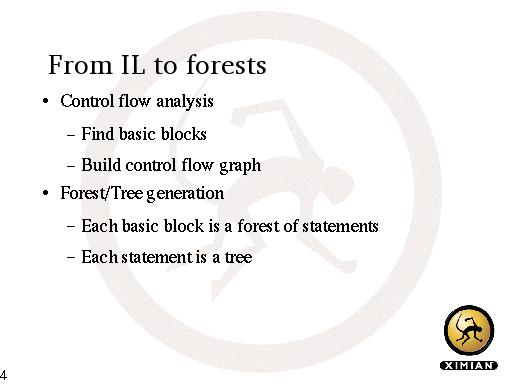 From IL to forests
• Control flow analysis
– Find basic blocks
– Build control flow graph
• Forest/Tree generation
– Each basic block is a forest of statements
– Each statement is a tree
XIMIAN
4